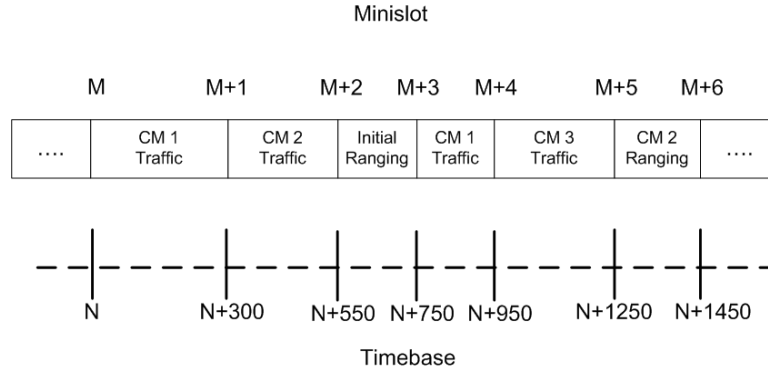 Minislot
M M+1 M+2 M+3 M+4 M+5 M+6
.... CM 1 CM 2 Initial CM 1 CM 3 CM 2 ....
Traffic Traffic Ranging Traffic Traffic Ranging
N N+300 N+550 N+750 N+950 N+1250 N+1450
Timebase